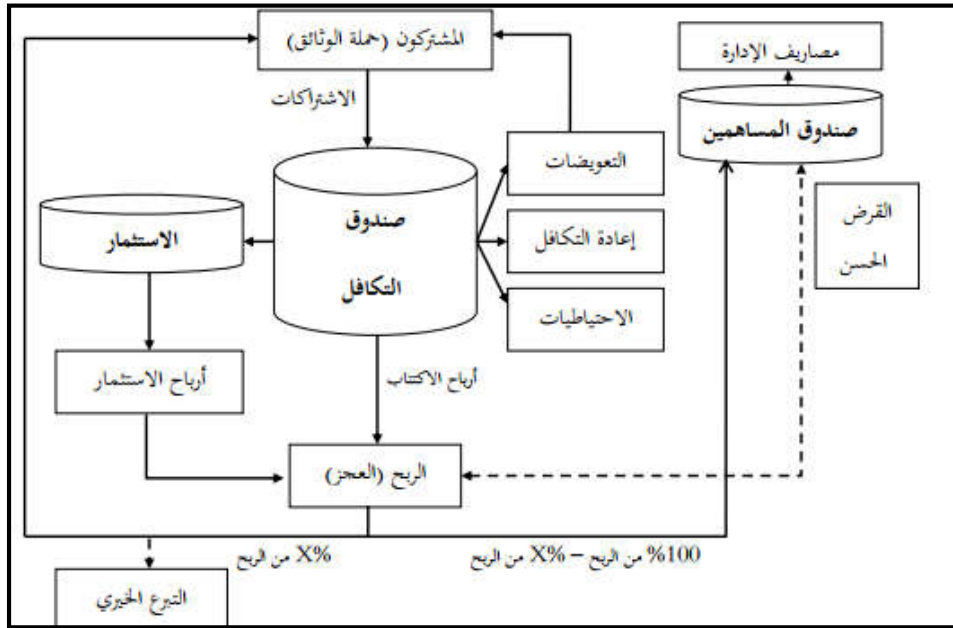 المشتركون (حملة الوثائق)
مصاريف الإدارة
الاشتراكات
صندوق المساهمين
التعويضات
القرض
الحسن
صندوق
التكافل
إعادة التكافل
الاستثمار
الاحتياطيات
أرباح الاستثمار
أرباح الاكتتاب
الربح (العجز)
%100 من الربح – %X من الربح
%X من الربح
التبرع الخيري